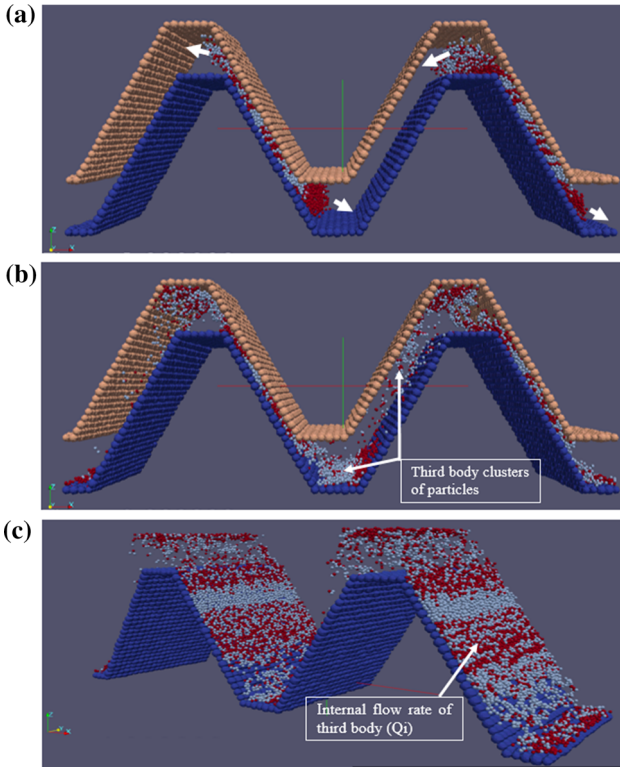 (a)
(b)
Third body clusters
of particles
(c)
Internal flow rate of
third body (Qi)